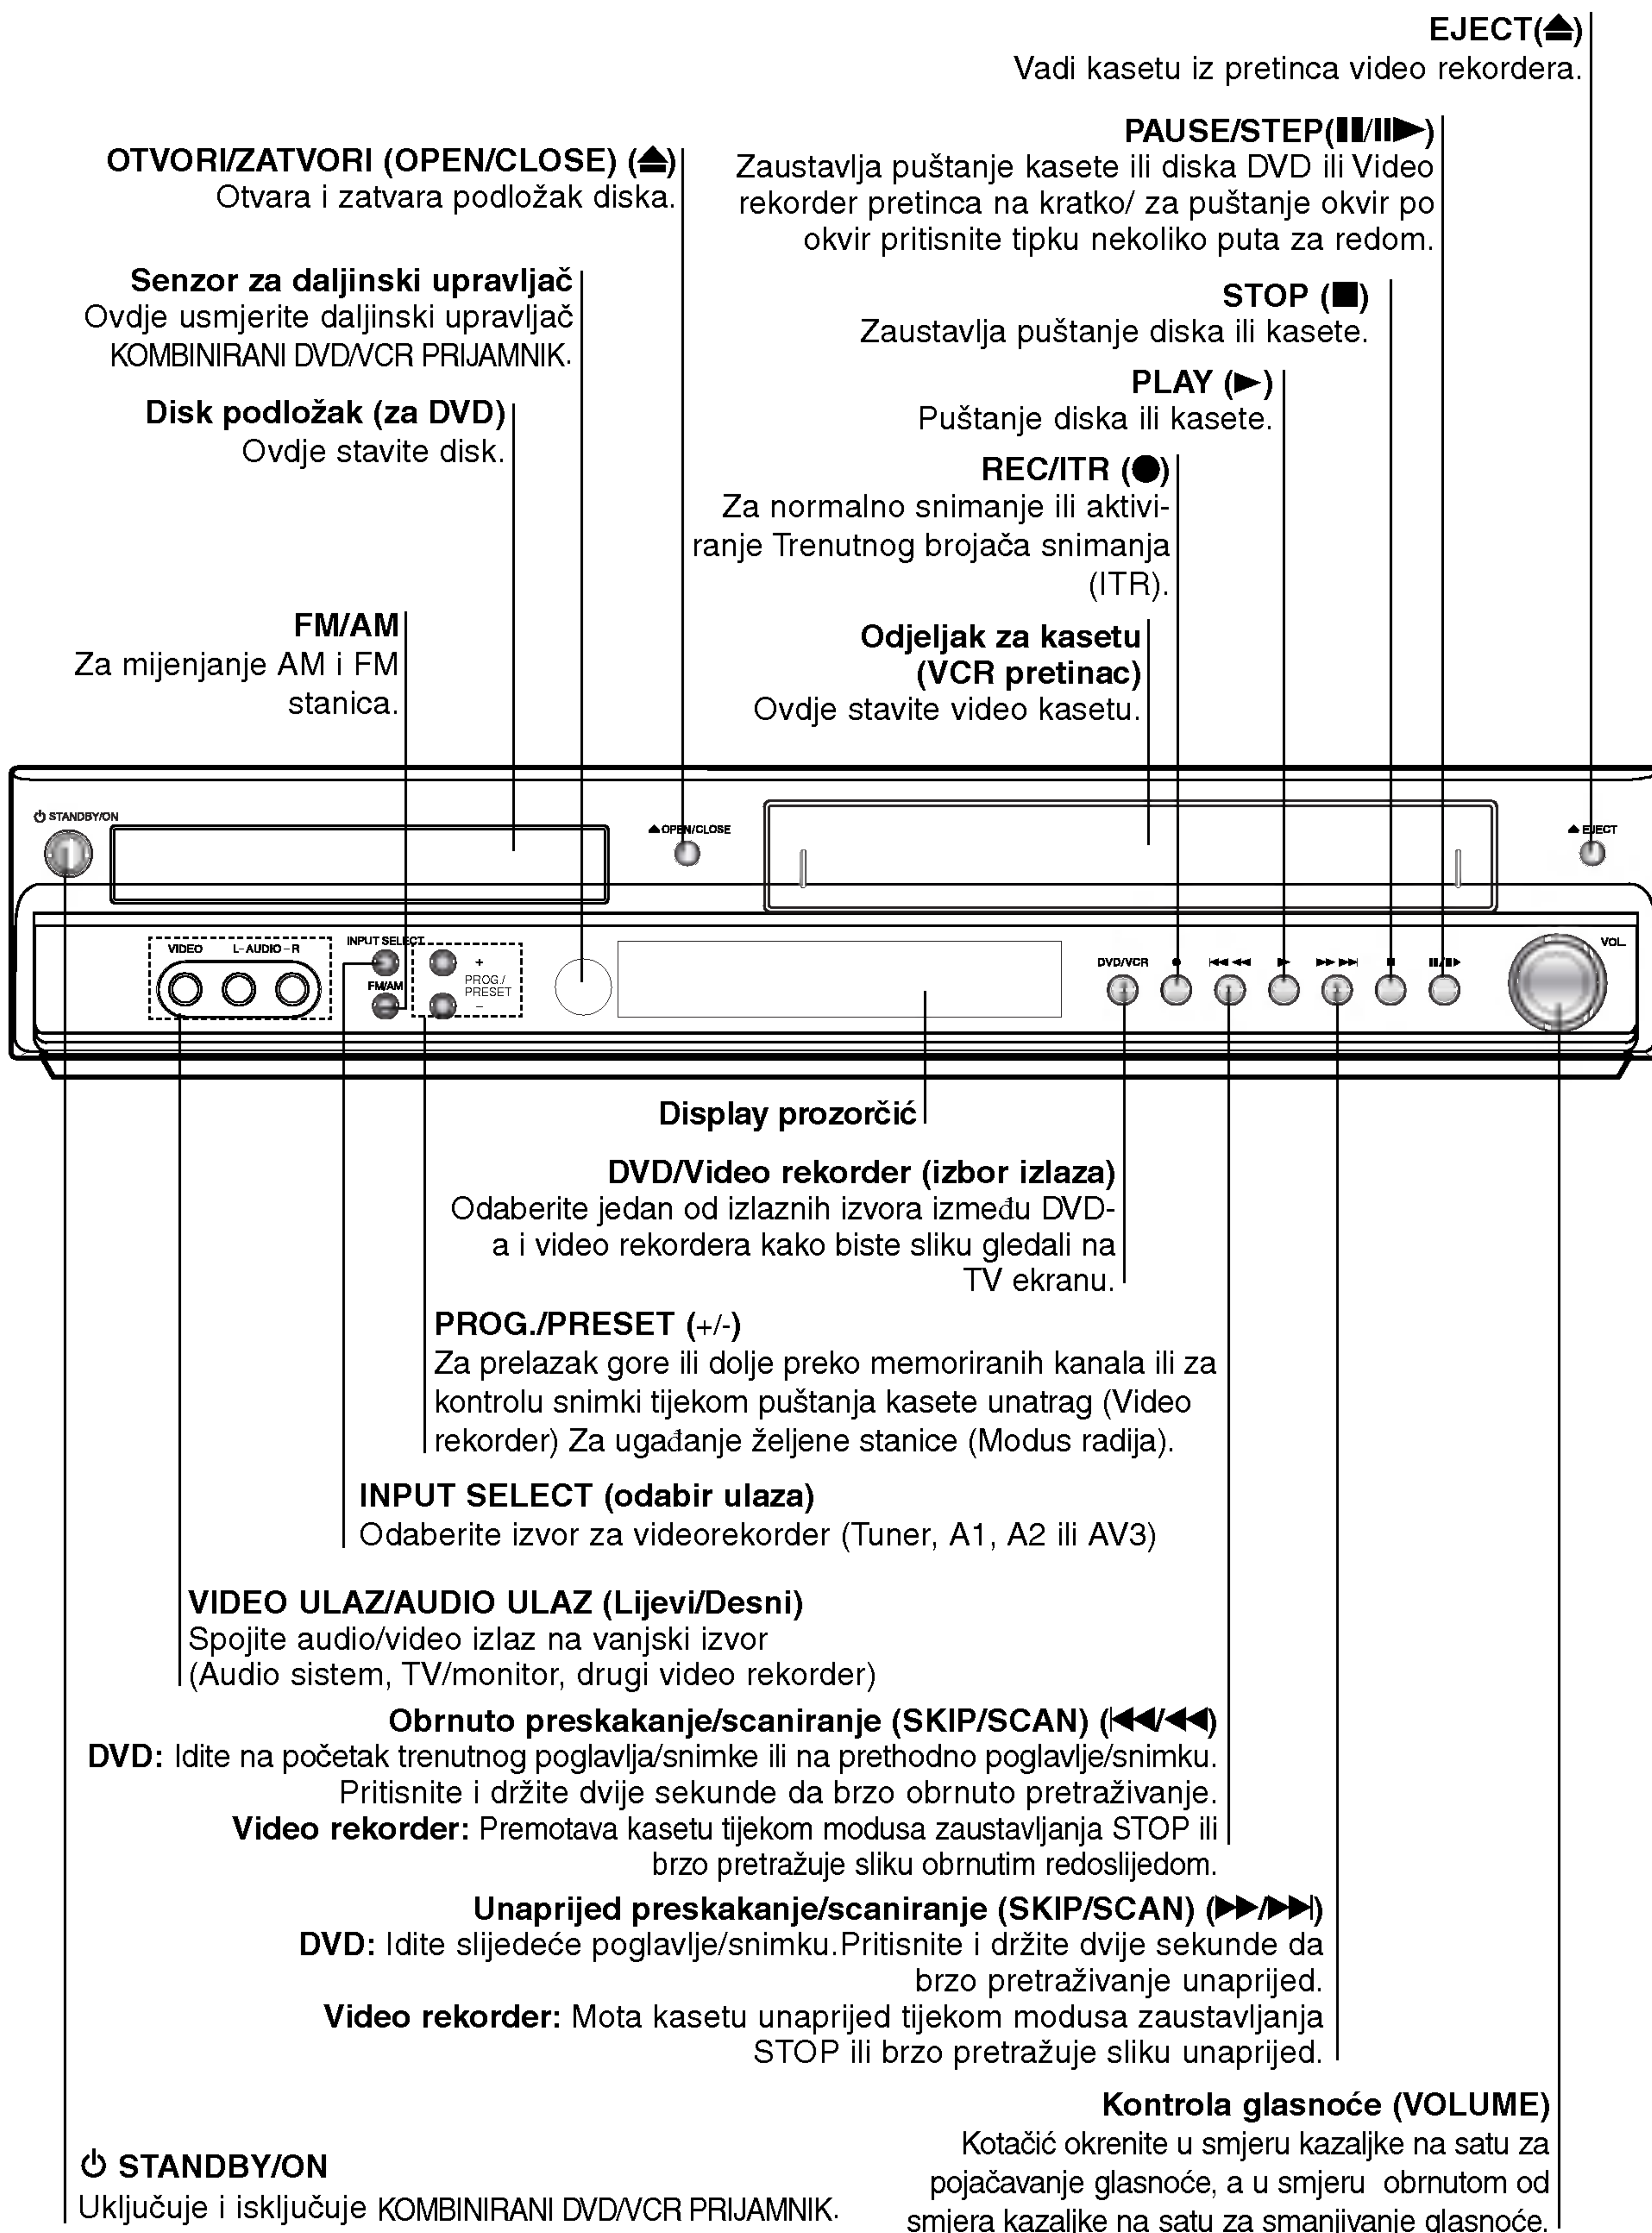 EJECT(⏏)
Vadi kasetu iz pretinca video rekordera.
PAUSE/STEP(▮▮/▮▮▶)
Zaustavlja puštanje kasete ili diska DVD ili Video
rekorder pretinca na kratko/ za puštanje okvir po
okvir pritisnite tipku nekoliko puta za redom.
OTVORI/ZATVORI (OPEN/CLOSE) (⏏)
Otvara i zatvara podložak diska.
Senzor za daljinski upravljač
Ovdje usmjerite daljinski upravljač
KOMBINIRANI DVD/VCR PRIJAMNIK.
STOP (■)
Zaustavlja puštanje diska ili kasete.
PLAY (▶)
Puštanje diska ili kasete.
Disk podložak (za DVD)
Ovdje stavite disk.
REC/ITR (●)
Za normalno snimanje ili aktivi-
ranje Trenutnog brojača snimanja
(ITR).
FM/AM
Za mijenjanje AM i FM
stanica.
Odjeljak za kasetu
(VCR pretinac)
Ovdje stavite video kasetu.
⏻ STANDBY/ON
⏏ OPEN/CLOSE
⏏ EJECT
VIDEO L-AUDIO-R
INPUT SELECT
FM/AM
+
PROG./
PRESET
−
DVD/VCR ● |◀◀ ◀◀ ▶ ▶▶ ▶▶| ■ ▮▮/▮▮▶
VOL.
Display prozorčić
DVD/Video rekorder (izbor izlaza)
Odaberite jedan od izlaznih izvora između DVD-
a i video rekordera kako biste sliku gledali na
TV ekranu.
PROG./PRESET (+/-)
Za prelazak gore ili dolje preko memoriranih kanala ili za
kontrolu snimki tijekom puštanja kasete unatrag (Video
rekorder) Za ugađanje željene stanice (Modus radija).
INPUT SELECT (odabir ulaza)
Odaberite izvor za videorekorder (Tuner, A1, A2 ili AV3)
VIDEO ULAZ/AUDIO ULAZ (Lijevi/Desni)
Spojite audio/video izlaz na vanjski izvor
(Audio sistem, TV/monitor, drugi video rekorder)
Obrnuto preskakanje/scaniranje (SKIP/SCAN) (|◀◀/◀◀)
DVD: Idite na početak trenutnog poglavlja/snimke ili na prethodno poglavlje/snimku.
Pritisnite i držite dvije sekunde da brzo obrnuto pretraživanje.
Video rekorder: Premotava kasetu tijekom modusa zaustavljanja STOP ili
brzo pretražuje sliku obrnutim redoslijedom.
Unaprijed preskakanje/scaniranje (SKIP/SCAN) (▶▶/▶▶|)
DVD: Idite slijedeće poglavlje/snimku.Pritisnite i držite dvije sekunde da
brzo pretraživanje unaprijed.
Video rekorder: Mota kasetu unaprijed tijekom modusa zaustavljanja
STOP ili brzo pretražuje sliku unaprijed.
Kontrola glasnoće (VOLUME)
Kotačić okrenite u smjeru kazaljke na satu za
pojačavanje glasnoće, a u smjeru obrnutom od
smjera kazaljke na satu za smanjivanje glasnoće.
⏻ STANDBY/ON
Uključuje i isključuje KOMBINIRANI DVD/VCR PRIJAMNIK.